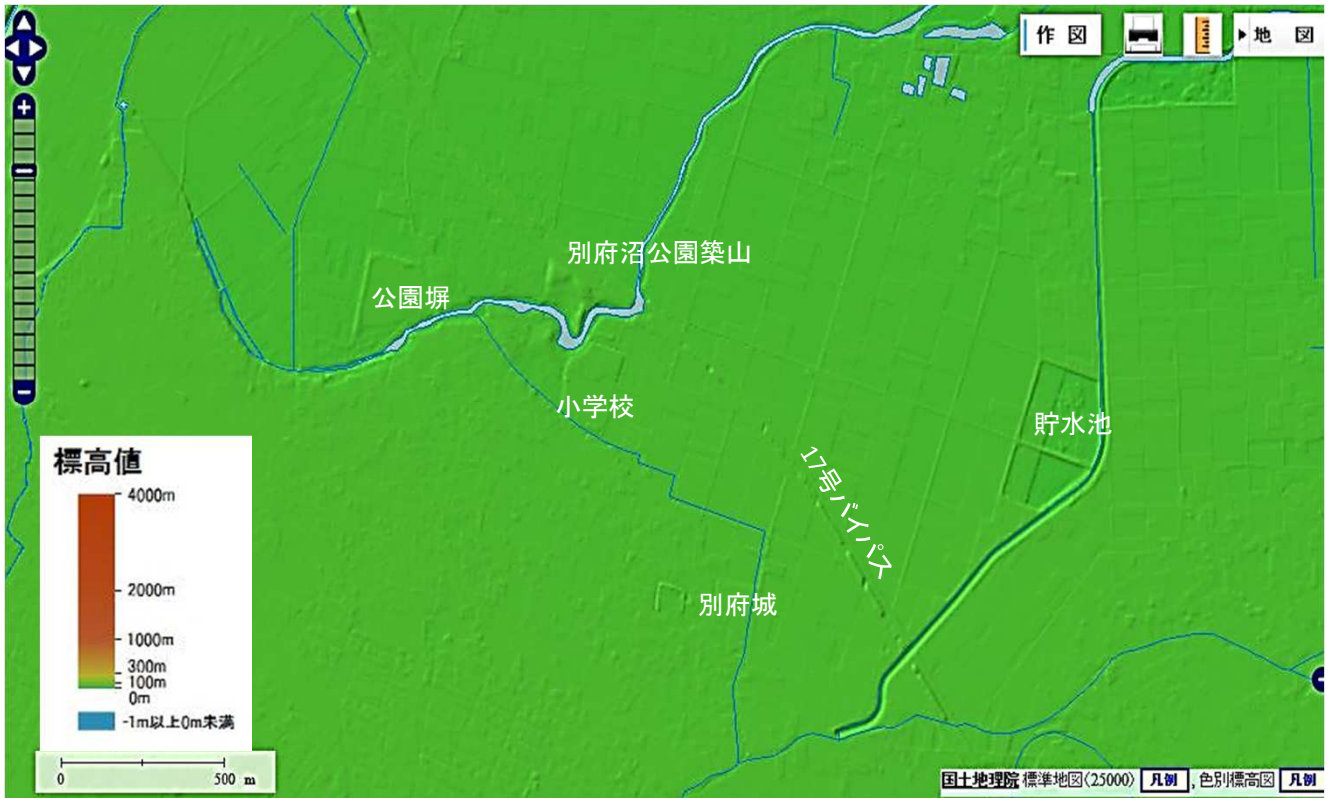 作 図
地 図
別府沼公園築山
公園塀
小学校
貯水池
17号バイパス
別府城
標高値
4000m
2000m
1000m
300m
100m
0m
-1m以上0m未満
0 500 m
国土地理院 標準地図(25000) 凡例 , 色別標高図 凡例